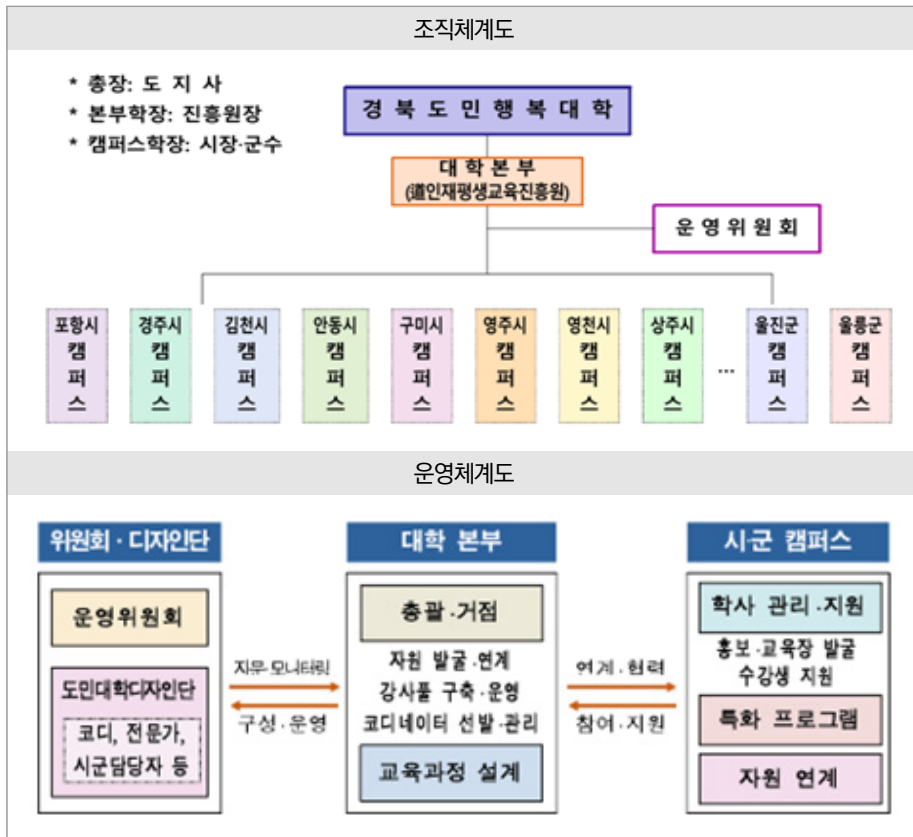 조직체계도
* 총장: 도 지 사
* 본부학장: 진흥원장
* 캠퍼스학장: 시장·군수
경 북 도 민 행 복 대 학
대 학 본 부
(道인재평생교육진흥원)
운 영 위 원 회
포항시 캠퍼스
경주시 캠퍼스
김천시 캠퍼스
안동시 캠퍼스
구미시 캠퍼스
영주시 캠퍼스
영천시 캠퍼스
상주시 캠퍼스
...
울진군 캠퍼스
울릉군 캠퍼스
운영체계도
위원회 · 디자인단
운영위원회
도민대학디자인단
코디, 전문가,
시군담당자 등
자문·모니터링
구성·운영
대학 본부
총괄·거점
자원 발굴·연계
강사풀 구축·운영
코디네이터 선발·관리
교육과정 설계
연계·협력
참여·지원
시·군 캠퍼스
학사 관리·지원
홍보·교육장 발굴
수강생 지원
특화 프로그램
자원 연계